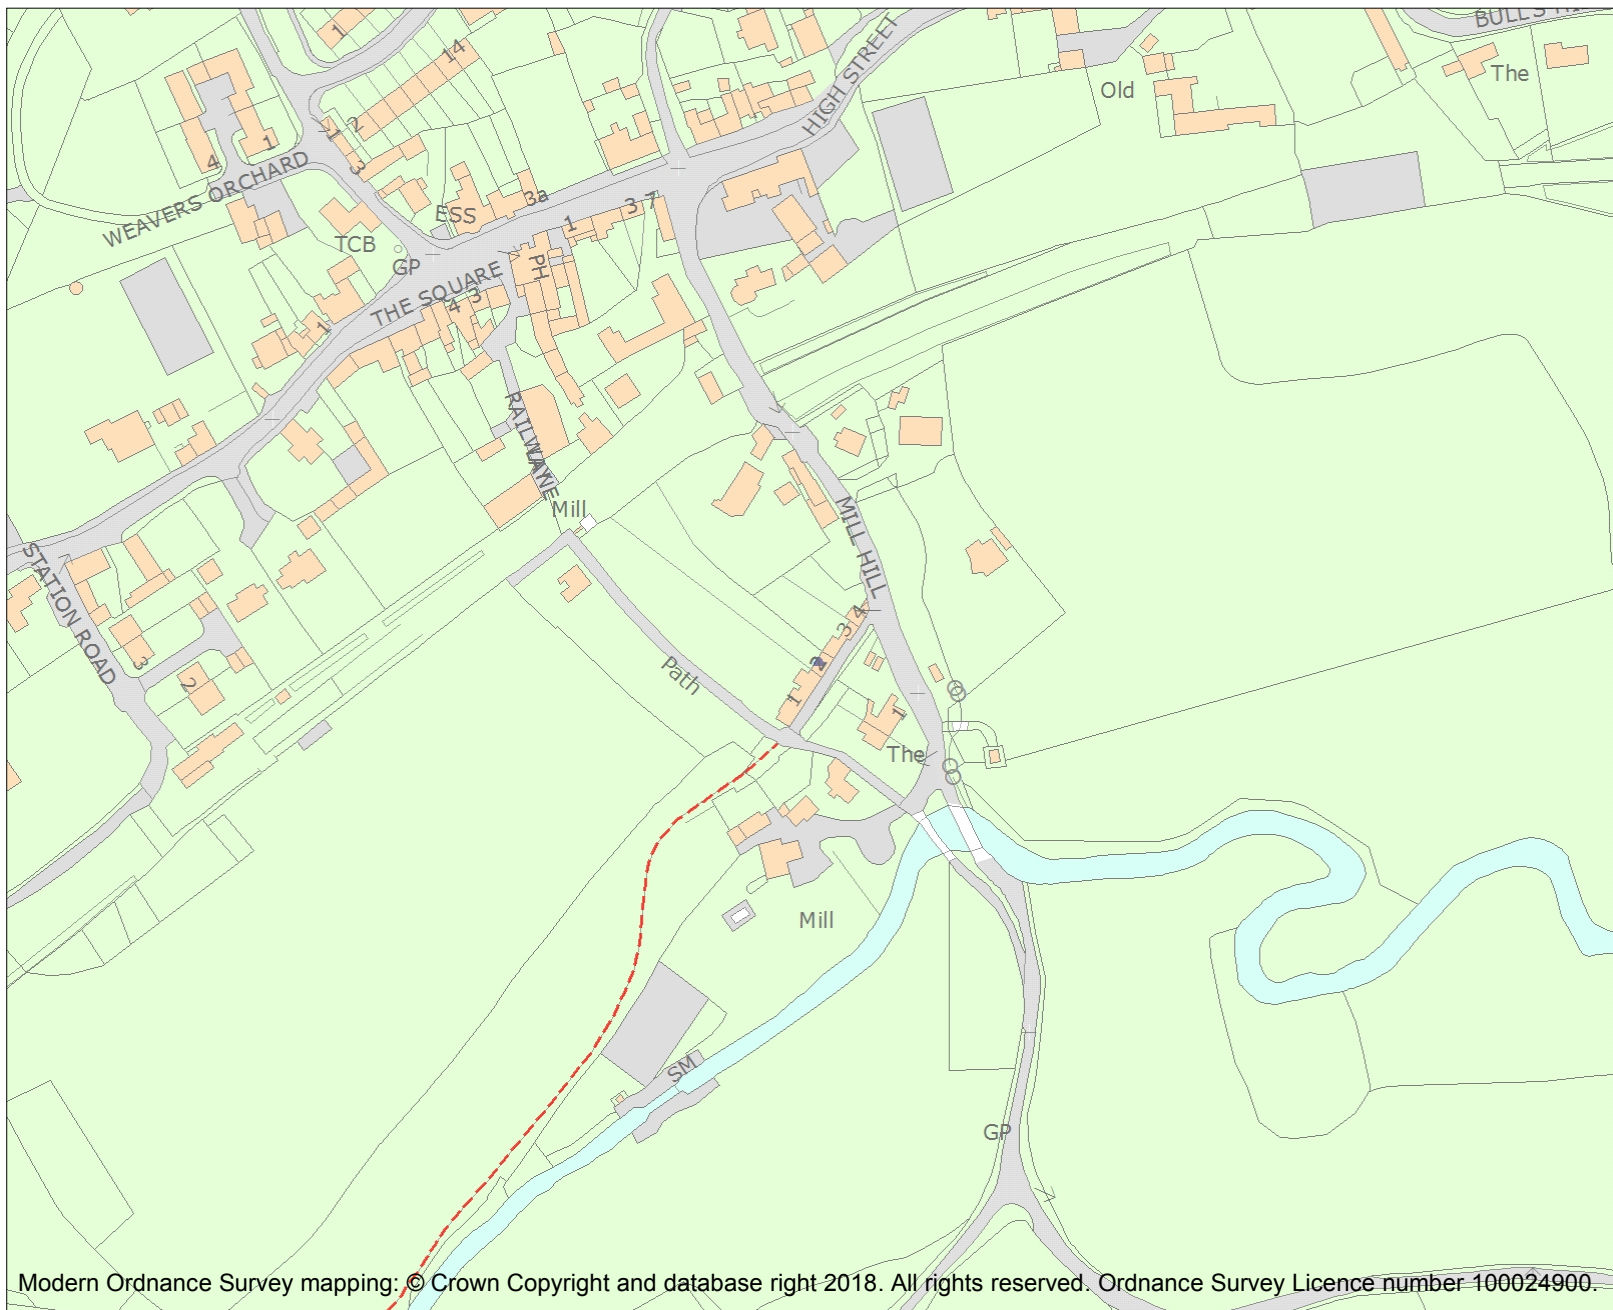 BULL'S
1
14
HIGH STREET
The
Old
1
2
3
4
1
WEAVERS ORCHARD
3a
3
7
ESS
1
TCB
GP
PH
THE SQUARE
4
3
1
RAILWAY
LANE
Mill
MILL HILL
STATION ROAD
3
2
Path
4
3
2
1
1
The
Mill
SM
GP
Modern Ordnance Survey mapping: © Crown Copyright and database right 2018. All rights reserved. Ordnance Survey Licence number 100024900.